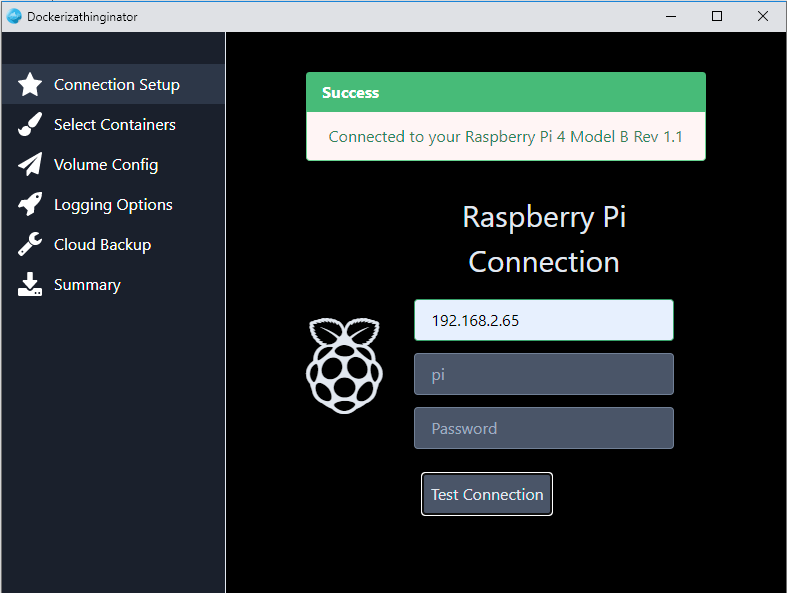 Dockerizathinginator
Connection Setup
Select Containers
Volume Config
Logging Options
Cloud Backup
Summary
Success
Connected to your Raspberry Pi 4 Model B Rev 1.1
Raspberry Pi
Connection
192.168.2.65
pi
Password
Test Connection